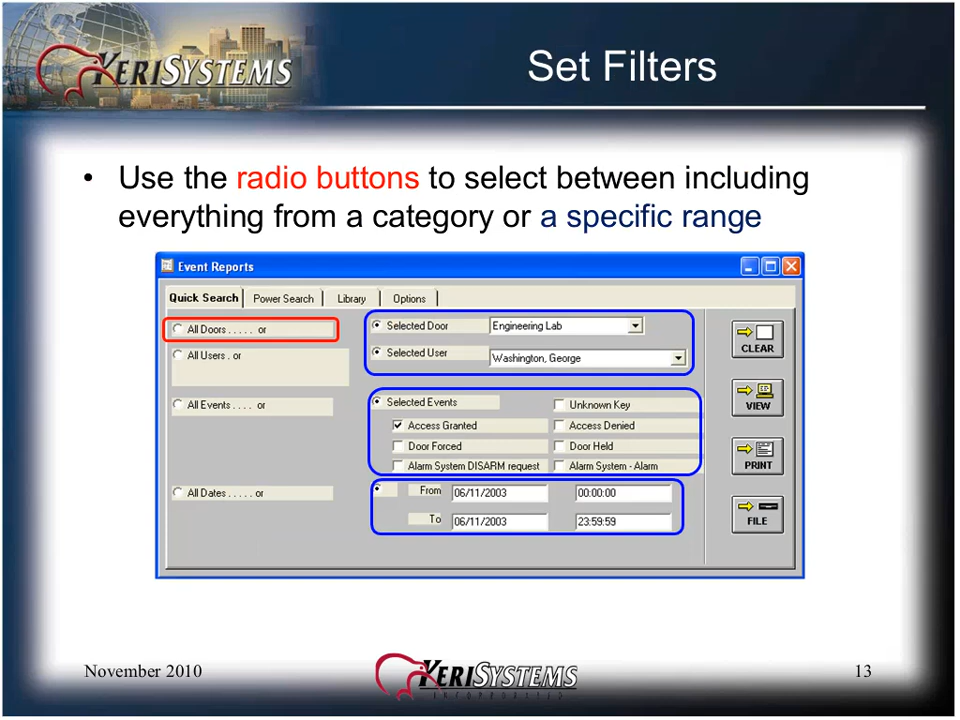 KERISYSTEMS
Set Filters
• Use the radio buttons to select between including
everything from a category or a specific range
Event Reports
Quick Search Power Search Library Options
All Doors . . . . . or
Selected Door Engineering Lab
All Users . or
Selected User Washington, George
All Events . . . . or
Selected Events
Unknown Key
Access Granted
Access Denied
Door Forced
Door Held
Alarm System DISARM request
Alarm System - Alarm
All Dates . . . . . or
From 06/11/2003 00:00:00
To 06/11/2003 23:59:59
CLEAR
VIEW
PRINT
FILE
November 2010
KERISYSTEMS
INCORPORATED
13